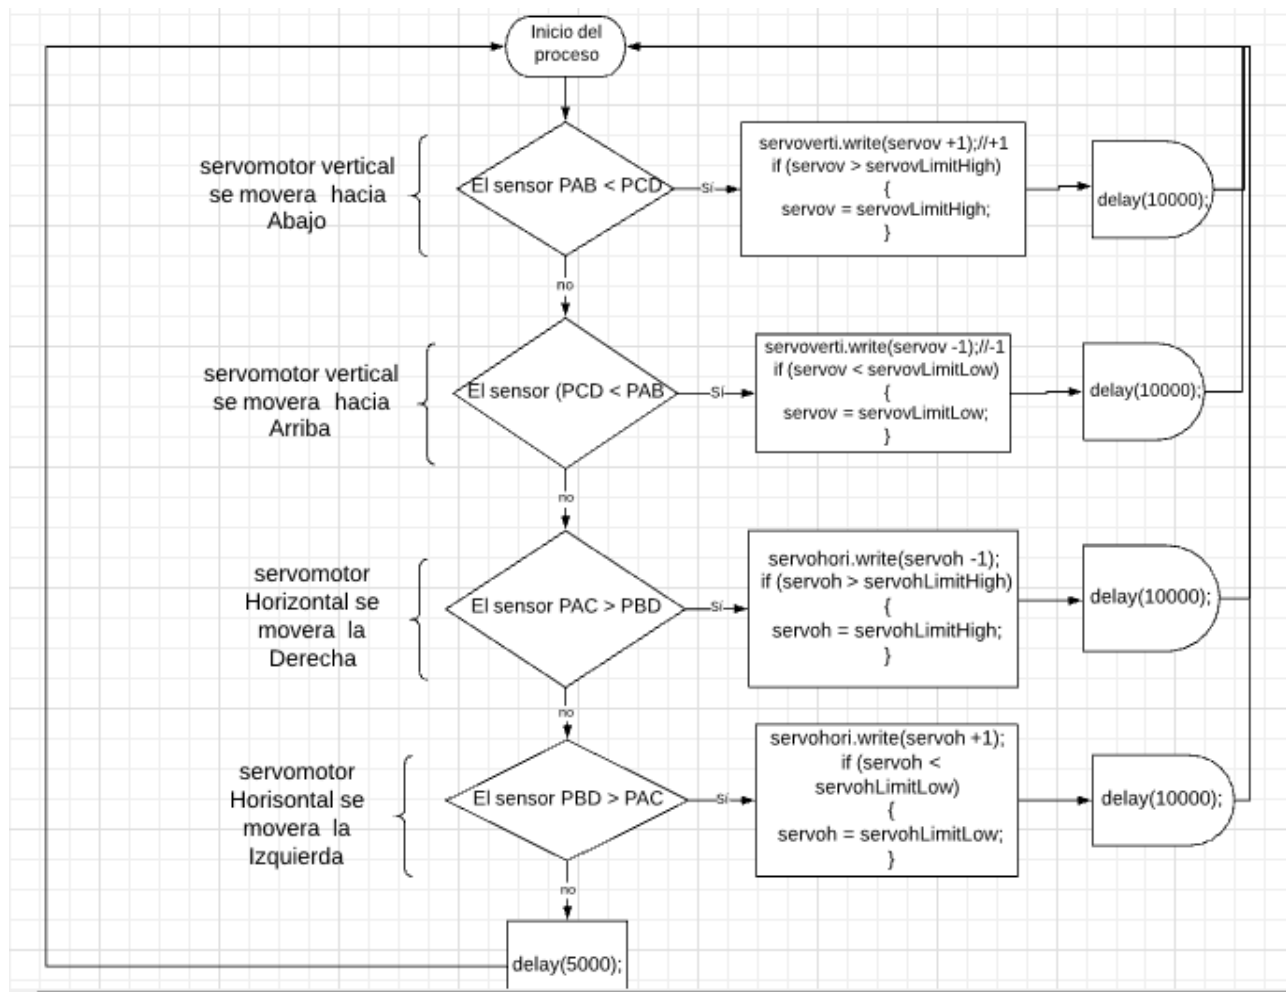 Inicio del
proceso
servomotor vertical
se movera hacia
Abajo
El sensor PAB < PCD
Sí
servoverti.write(servov +1);//+1
if (servov > servovLimitHigh)
{
servov = servovLimitHigh;
}
delay(10000);
no
servomotor vertical
se movera hacia
Arriba
El sensor (PCD < PAB
Sí
servoverti.write(servov -1);//-1
if (servov < servovLimitLow)
{
servov = servovLimitLow;
}
delay(10000);
no
servomotor
Horizontal se
movera la
Derecha
El sensor PAC > PBD
Sí
servohori.write(servoh -1);
if (servoh > servohLimitHigh)
{
servoh = servohLimitHigh;
}
delay(10000);
no
servomotor
Horisontal se
movera la
Izquierda
El sensor PBD > PAC
Sí
servohori.write(servoh +1);
if (servoh <
servohLimitLow)
{
servoh = servohLimitLow;
}
delay(10000);
no
delay(5000);